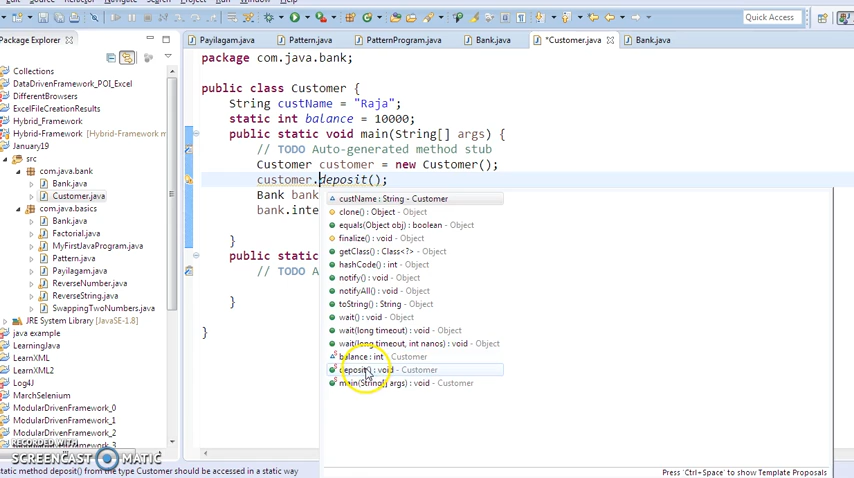 Search
Run
Window
Help
Quick Access
Package Explorer
Payilagam.java
Pattern.java
PatternProgram.java
Bank.java
*Customer.java
Bank.java
Collections
DataDrivenFramework_POI_Excel
DifferentBrowsers
ExcelFileCreationResults
Hybrid_Framework
Hybrid-Framework [Hybrid-Framework
January19
src
com.java.bank
Bank.java
Customer.java
com.java.basics
Bank.java
Factorial.java
MyFirstJavaProgram.java
Pattern.java
Payilagam.java
ReverseNumber.java
ReverseString.java
SwappingTwoNumbers.java
JRE System Library [JavaSE-1.7]
java example
LearningJava
LearnXML
LearnXML2
Log4J
MarchSelenium
ModularDrivenFramework_0
ModularDrivenFramework_1
ModularDrivenFramework_2
package com.java.bank;
public class Customer {
String custName = "Raja";
static int balance = 10000;
public static void main(String[] args) {
// TODO Auto-generated method stub
Customer customer = new Customer();
customer.deposit();
Bank bank
bank.inte
}
public static
// TODO A
}
}
custName : String - Customer
clone() : Object - Object
equals(Object obj) : boolean - Object
finalize() : void - Object
getClass() : Class<?> - Object
hashCode() : int - Object
notify() : void - Object
notifyAll() : void - Object
toString() : String - Object
wait() : void - Object
wait(long timeout) : void - Object
wait(long timeout, int nanos) : void - Object
balance : int - Customer
deposit() : void - Customer
main(String[] args) : void - Customer
Press 'Ctrl+Space' to show Template Proposals
RECORDED WITH
SCREENCAST MATIC
static method deposit() from the type Customer should be accessed in a static way